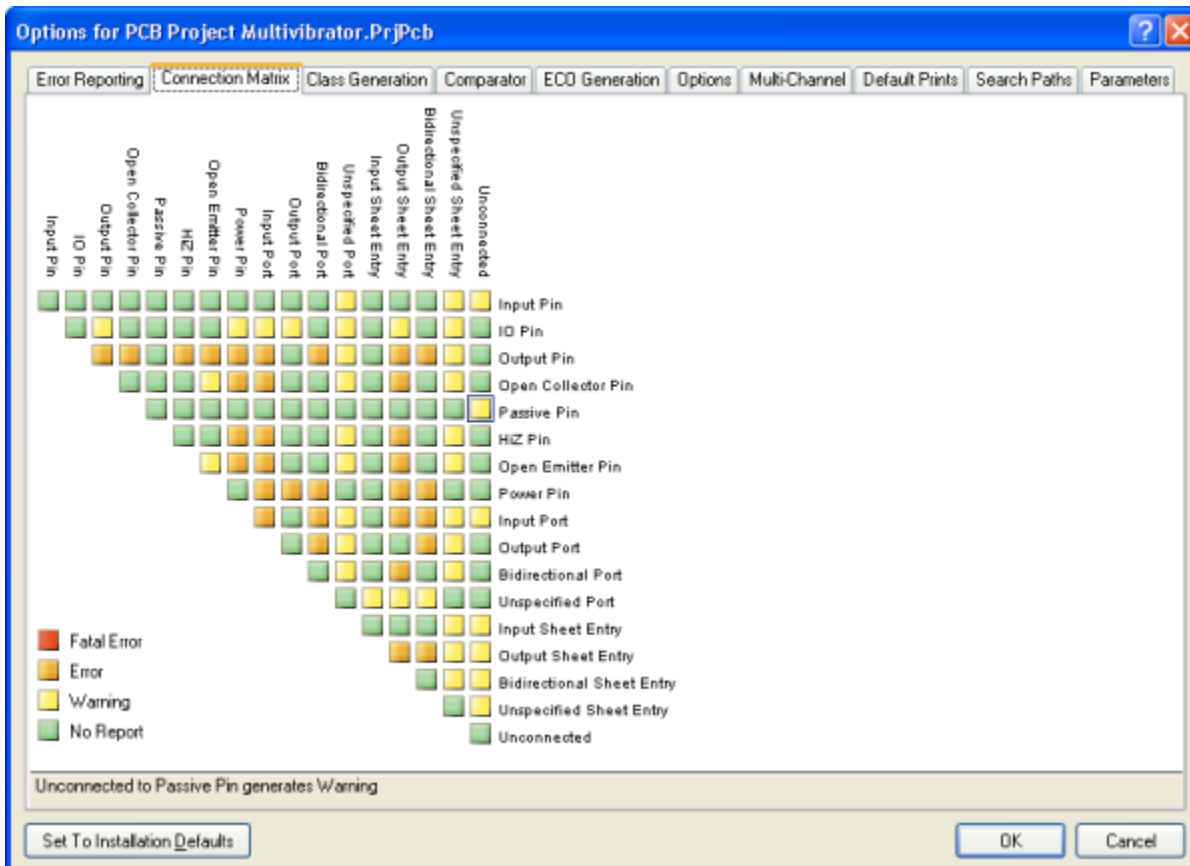 Options for PCB Project Multivibrator.PrjPcb
Error Reporting
Connection Matrix
Class Generation
Comparator
ECO Generation
Options
Multi-Channel
Default Prints
Search Paths
Parameters
Input Pin
IO Pin
Output Pin
Open Collector Pin
Passive Pin
HiZ Pin
Open Emitter Pin
Power Pin
Input Port
Output Port
Bidirectional Port
Unspecified Port
Input Sheet Entry
Output Sheet Entry
Bidirectional Sheet Entry
Unspecified Sheet Entry
Unconnected
Input Pin
IO Pin
Output Pin
Open Collector Pin
Passive Pin
HiZ Pin
Open Emitter Pin
Power Pin
Input Port
Output Port
Bidirectional Port
Unspecified Port
Input Sheet Entry
Output Sheet Entry
Bidirectional Sheet Entry
Unspecified Sheet Entry
Unconnected
Fatal Error
Error
Warning
No Report
Unconnected to Passive Pin generates Warning
Set To Installation Defaults
OK
Cancel